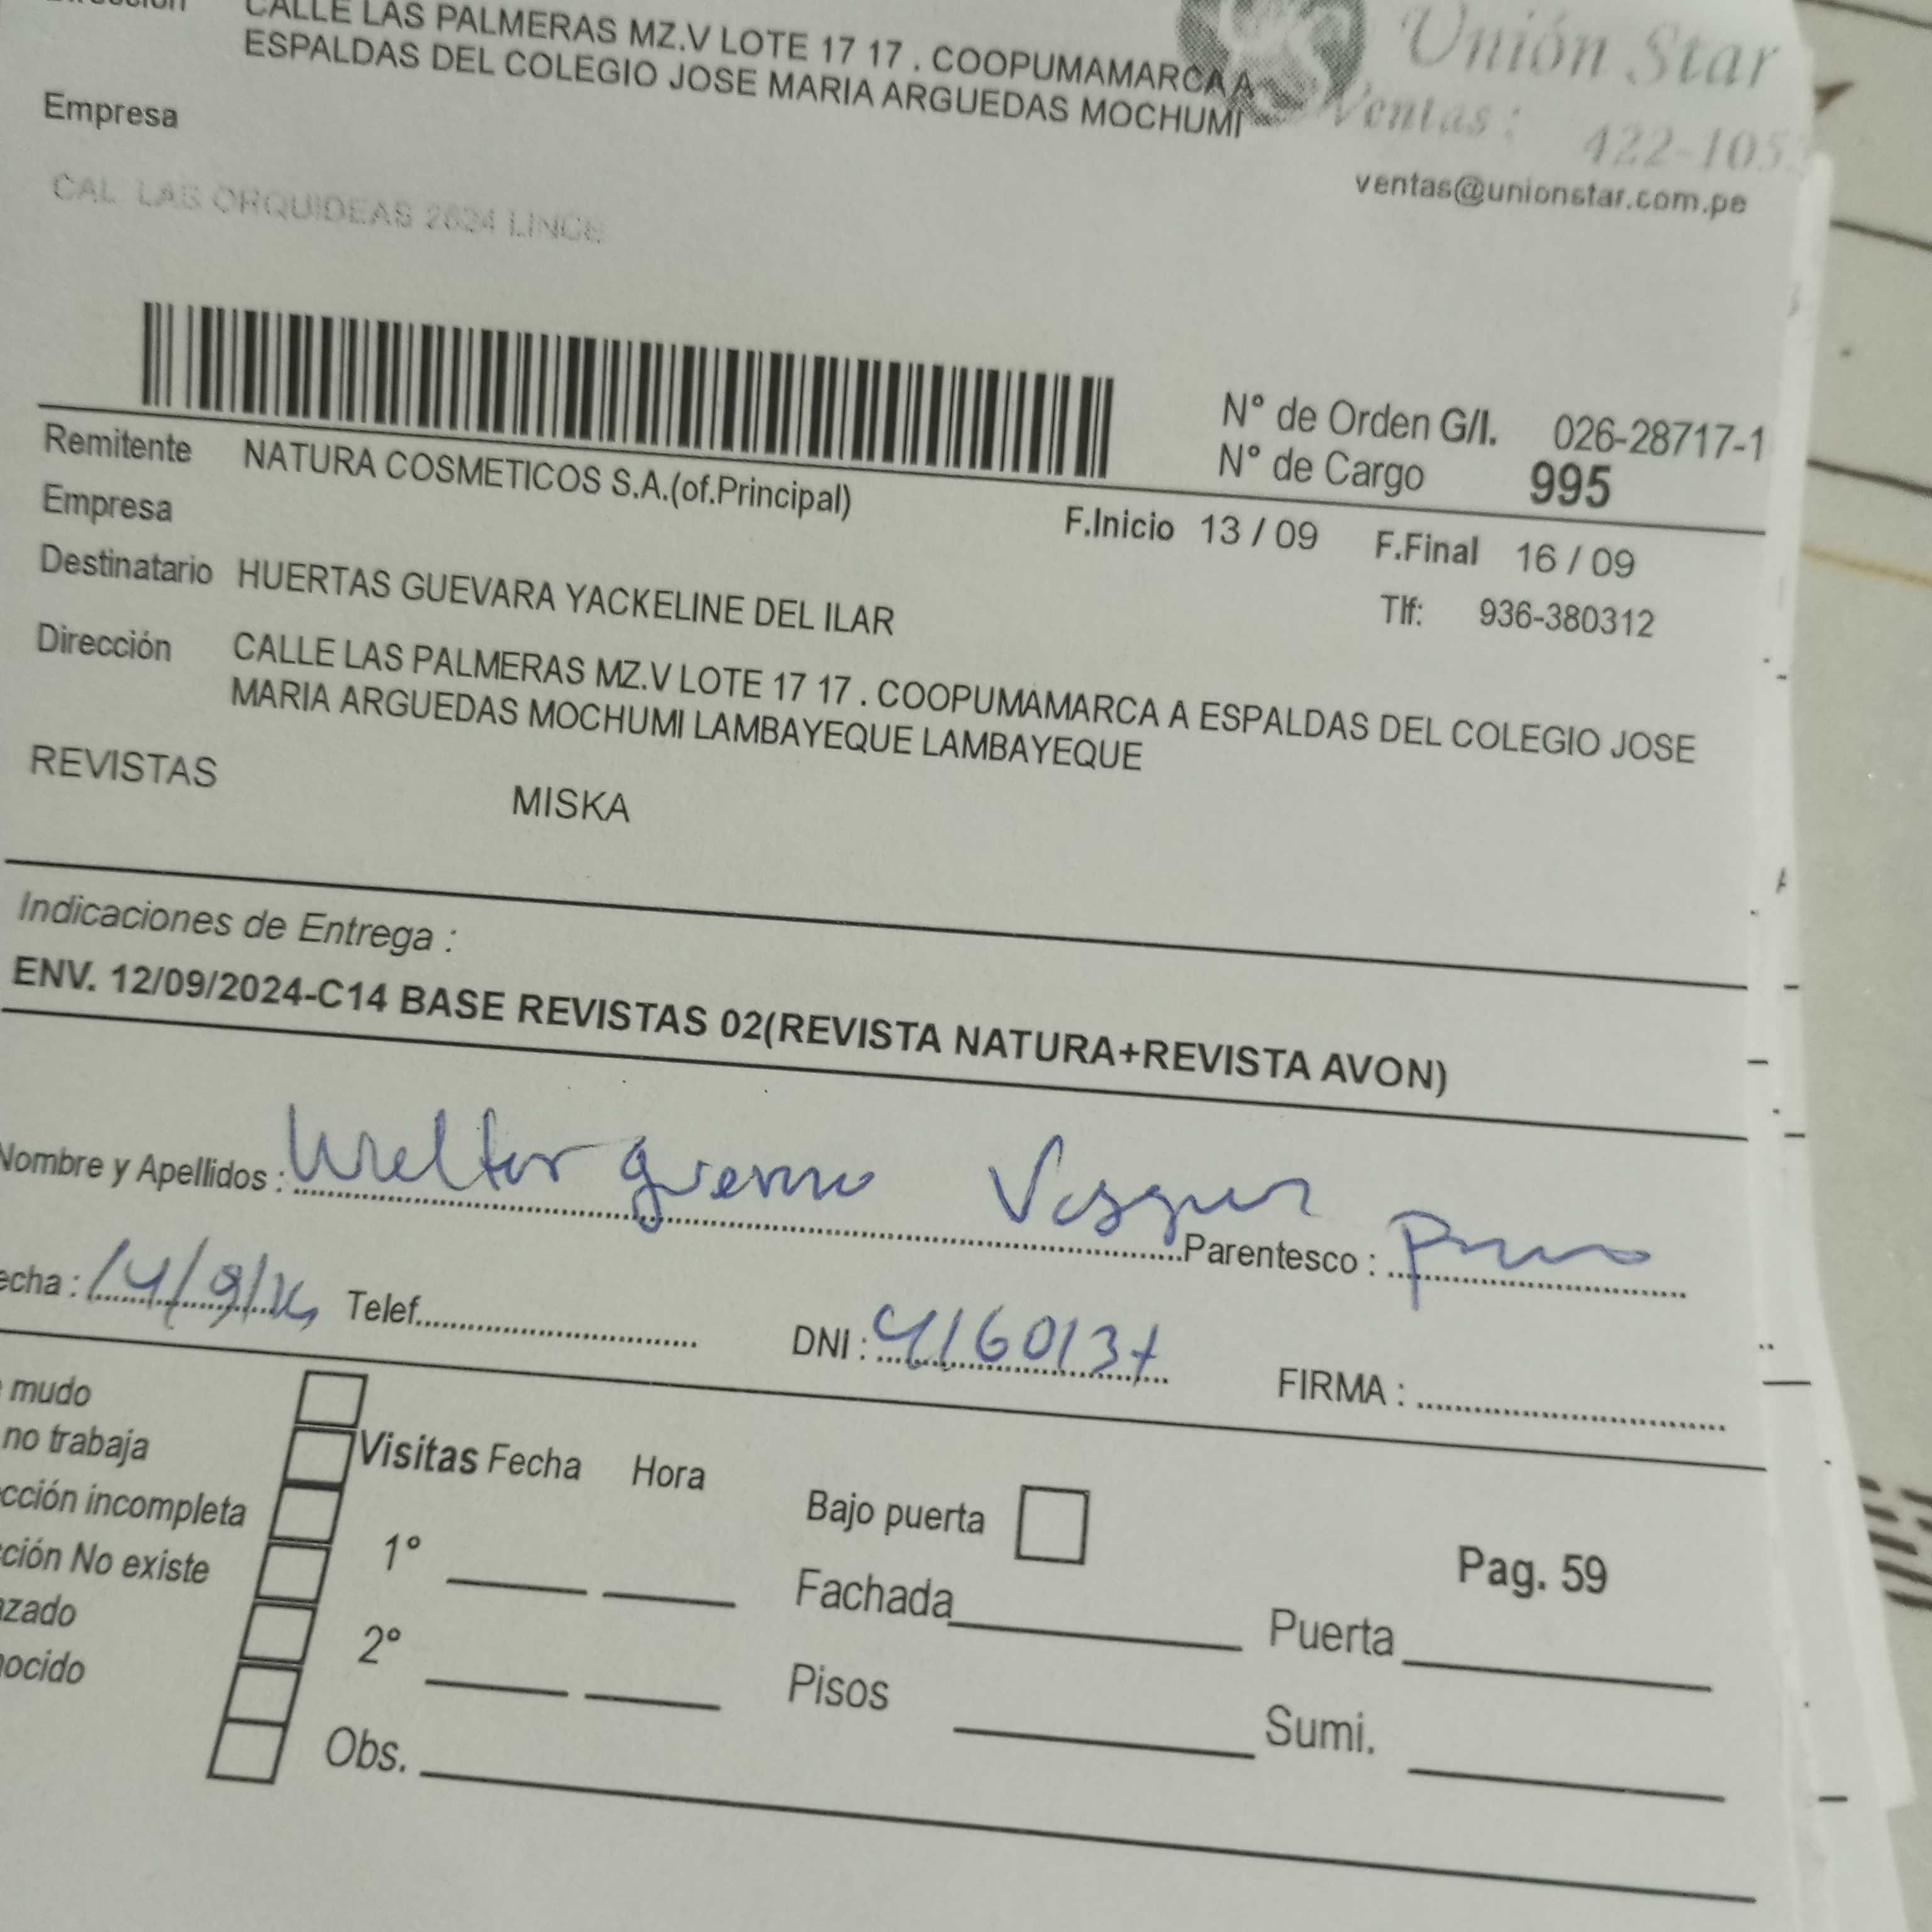 CALLE LAS PALMERAS MZ.V LOTE 17 17 . COOPUMAMARCA A
ESPALDAS DEL COLEGIO JOSE MARIA ARGUEDAS MOCHUMI
Unión Star
Ventas: 422-105
ventas@unionstar.com.pe
Empresa
CAL LAS ORQUIDEAS 2624 LINCE
N° de Orden G/I. 026-28717-1
N° de Cargo 995
Remitente NATURA COSMETICOS S.A.(of.Principal)
Empresa
F.Inicio 13 / 09 F.Final 16 / 09
Destinatario HUERTAS GUEVARA YACKELINE DEL ILAR
Tlf: 936-380312
Dirección CALLE LAS PALMERAS MZ.V LOTE 17 17 . COOPUMAMARCA A ESPALDAS DEL COLEGIO JOSE
MARIA ARGUEDAS MOCHUMI LAMBAYEQUE LAMBAYEQUE
REVISTAS MISKA
Indicaciones de Entrega :
ENV. 12/09/2024-C14 BASE REVISTAS 02(REVISTA NATURA+REVISTA AVON)
Nombre y Apellidos :
Parentesco :
echa : 14/9/24 Telef. DNI : 4160137 FIRMA :
mudo
no trabaja
cción incompleta
ción No existe
zado
ocido
Visitas Fecha Hora
1°
2°
Obs.
Bajo puerta
Pag. 59
Fachada Puerta
Pisos Sumi.